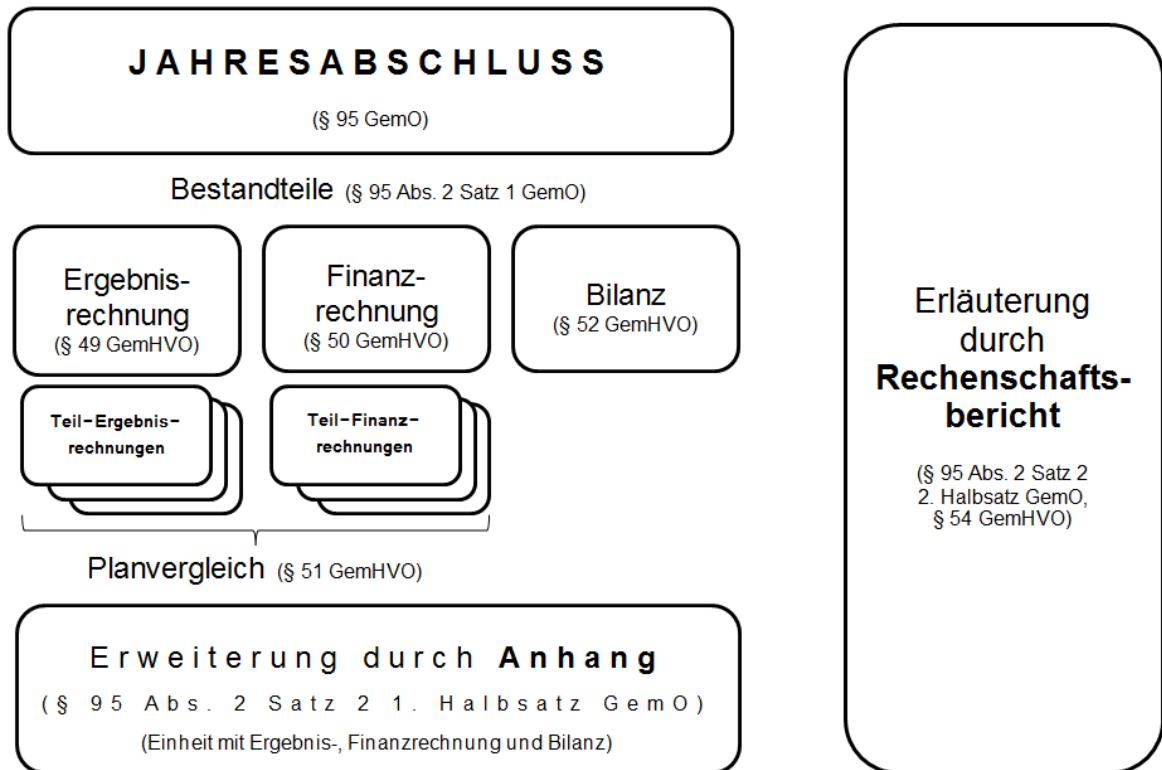 JAHRESABSCHLUSS
(§ 95 GemO)
Bestandteile (§ 95 Abs. 2 Satz 1 GemO)
Ergebnis-
rechnung
(§ 49 GemHVO)
Finanz-
rechnung
(§ 50 GemHVO)
Bilanz
(§ 52 GemHVO)
Teil-Ergebnis-
rechnungen
Teil-Finanz-
rechnungen
Planvergleich (§ 51 GemHVO)
Erweiterung durch Anhang
(§ 95 Abs. 2 Satz 2 1. Halbsatz GemO)
(Einheit mit Ergebnis-, Finanzrechnung und Bilanz)
Erläuterung
durch
Rechenschafts-
bericht
(§ 95 Abs. 2 Satz 2
2. Halbsatz GemO,
§ 54 GemHVO)